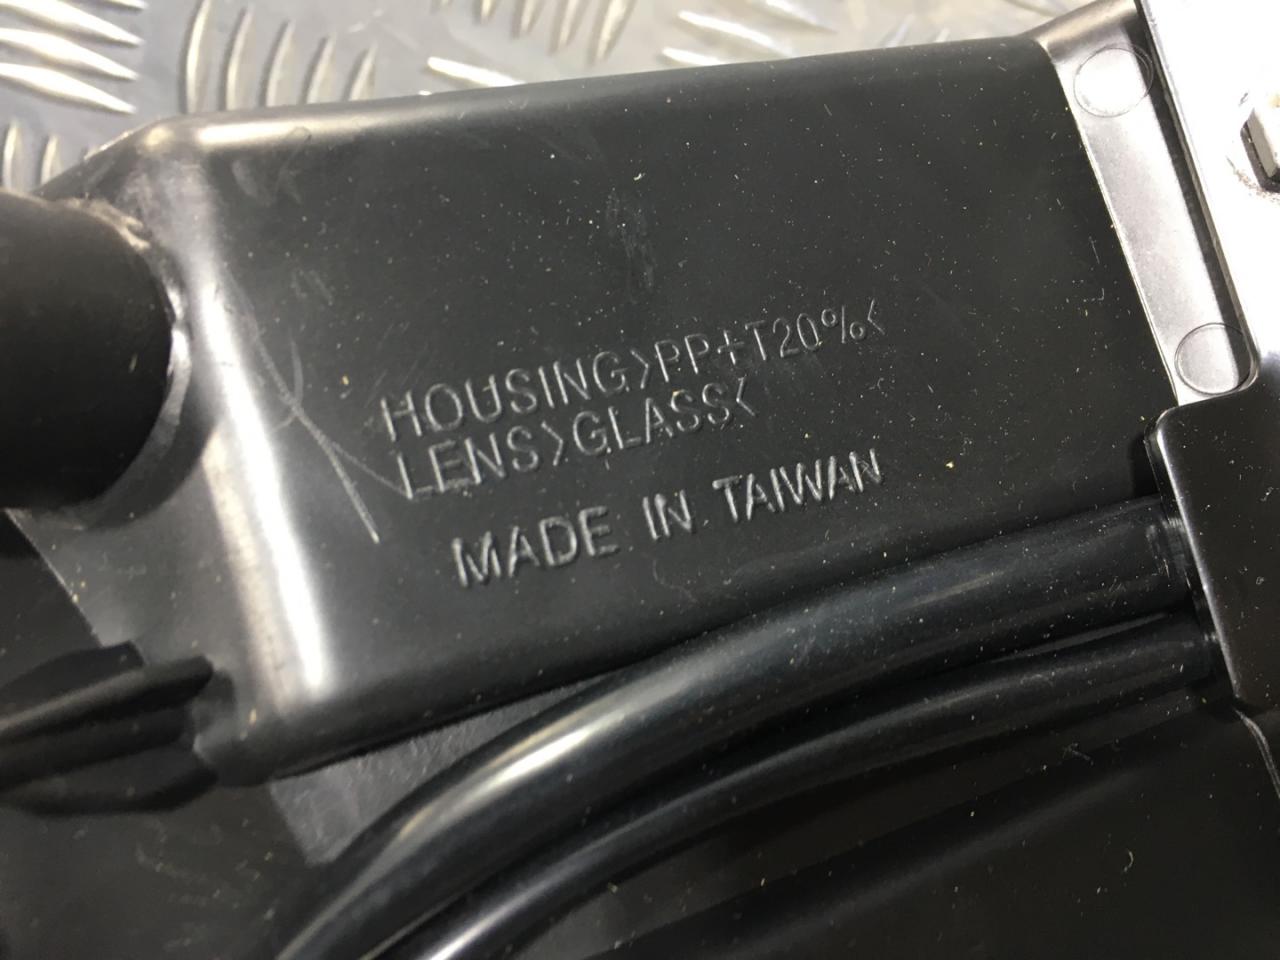 HOUSING>PP+T20%<
LENS>GLASS<
MADE IN TAIWAN